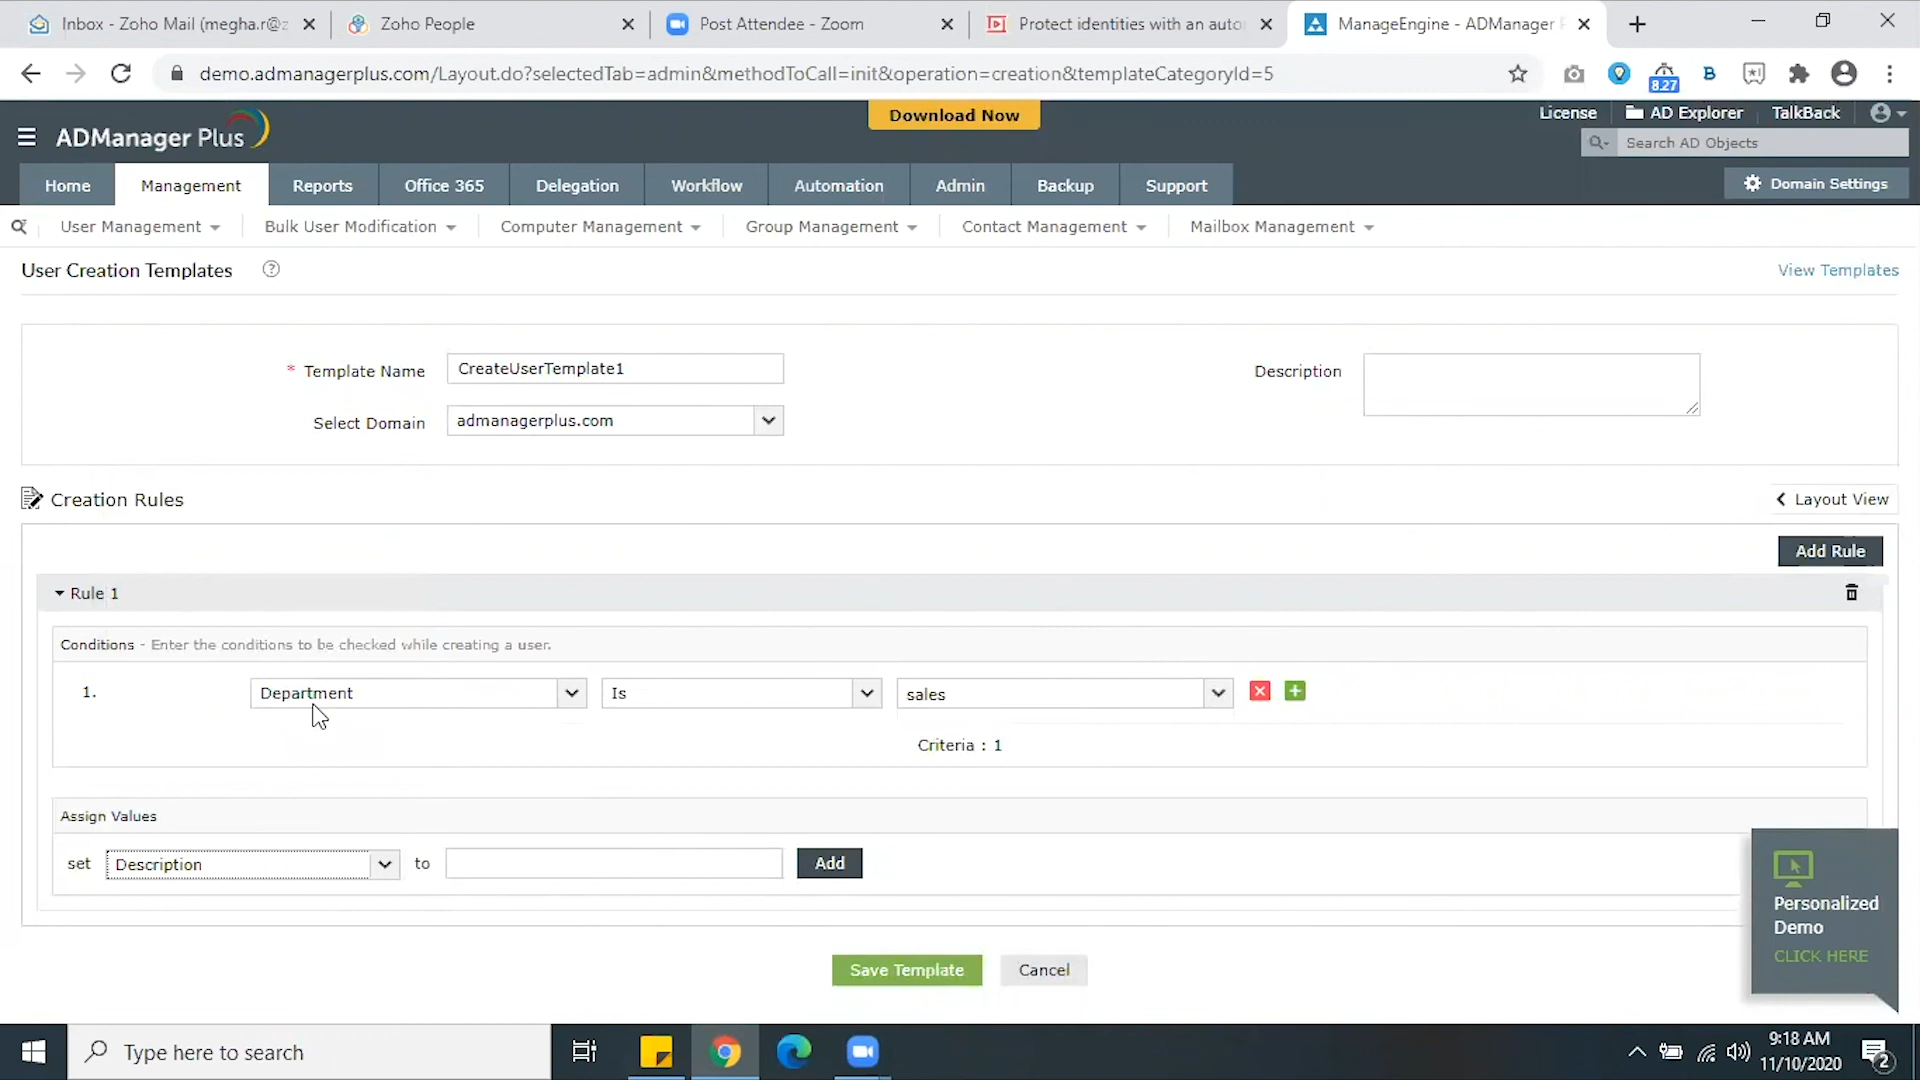 Inbox - Zoho Mail (megha.r@z
Zoho People
Post Attendee - Zoom
Protect identities with an auto
ManageEngine - ADManager P
demo.admanagerplus.com/Layout.do?selectedTab=admin&methodToCall=init&operation=creation&templateCategoryId=5
8.27
B
ADManager Plus
Download Now
License
AD Explorer
TalkBack
Search AD Objects
Home
Management
Reports
Office 365
Delegation
Workflow
Automation
Admin
Backup
Support
Domain Settings
User Management
Bulk User Modification
Computer Management
Group Management
Contact Management
Mailbox Management
User Creation Templates ?
View Templates
* Template Name
CreateUserTemplate1
Description
Select Domain
admanagerplus.com
Creation Rules
Layout View
Add Rule
Rule 1
Conditions - Enter the conditions to be checked while creating a user.
1.
Department
Is
sales
Criteria : 1
Assign Values
set
Description
to
Add
Personalized
Demo
CLICK HERE
Save Template
Cancel
Type here to search
9:18 AM
11/10/2020
2